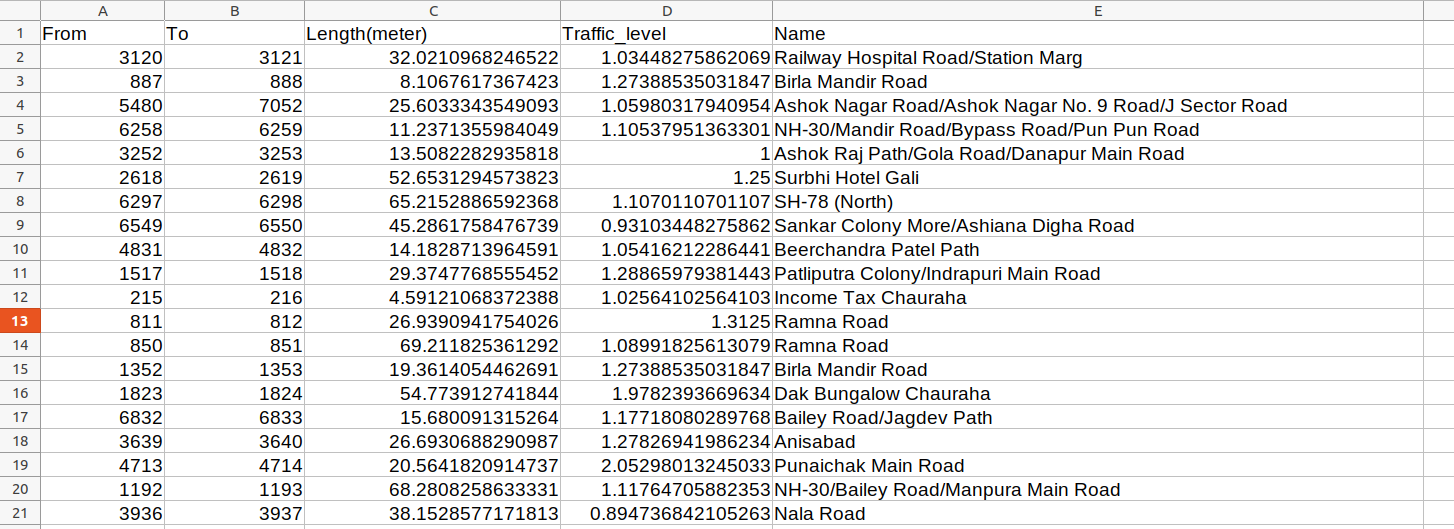 A B C D E
1 From To Length(meter) Traffic_level Name
2 3120 3121 32.0210968246522 1.03448275862069 Railway Hospital Road/Station Marg
3 887 888 8.1067617367423 1.27388535031847 Birla Mandir Road
4 5480 7052 25.6033343549093 1.05980317940954 Ashok Nagar Road/Ashok Nagar No. 9 Road/J Sector Road
5 6258 6259 11.2371355984049 1.10537951363301 NH-30/Mandir Road/Bypass Road/Pun Pun Road
6 3252 3253 13.5082282935818 1 Ashok Raj Path/Gola Road/Danapur Main Road
7 2618 2619 52.6531294573823 1.25 Surbhi Hotel Gali
8 6297 6298 65.2152886592368 1.1070110701107 SH-78 (North)
9 6549 6550 45.2861758476739 0.93103448275862 Sankar Colony More/Ashiana Digha Road
10 4831 4832 14.1828713964591 1.05416212286441 Beerchandra Patel Path
11 1517 1518 29.3747768555452 1.28865979381443 Patliputra Colony/Indrapuri Main Road
12 215 216 4.59121068372388 1.02564102564103 Income Tax Chauraha
13 811 812 26.9390941754026 1.3125 Ramna Road
14 850 851 69.211825361292 1.08991825613079 Ramna Road
15 1352 1353 19.3614054462691 1.27388535031847 Birla Mandir Road
16 1823 1824 54.773912741844 1.9782393669634 Dak Bungalow Chauraha
17 6832 6833 15.680091315264 1.17718080289768 Bailey Road/Jagdev Path
18 3639 3640 26.6930688290987 1.27826941986234 Anisabad
19 4713 4714 20.5641820914737 2.05298013245033 Punaichak Main Road
20 1192 1193 68.2808258633331 1.11764705882353 NH-30/Bailey Road/Manpura Main Road
21 3936 3937 38.1528577171813 0.894736842105263 Nala Road